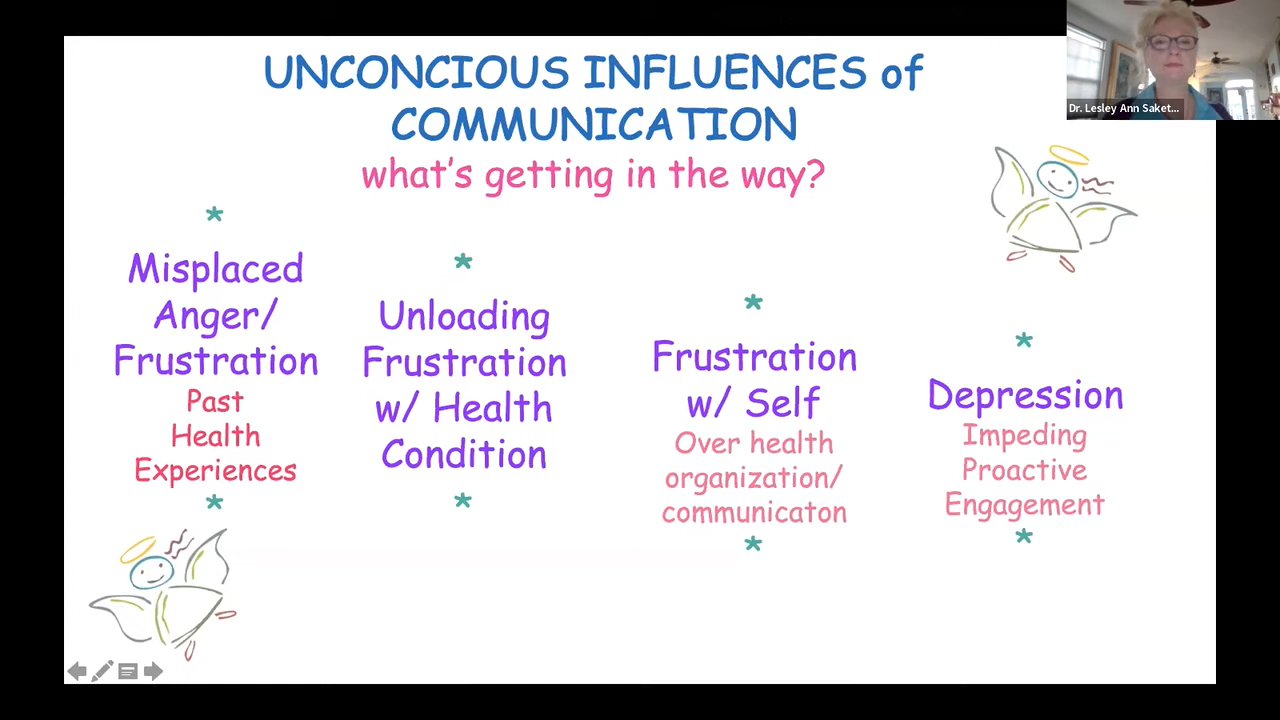 UNCONCIOUS INFLUENCES of
COMMUNICATION
what's getting in the way?
*
Misplaced
Anger/
Frustration
Past
Health
Experiences
*
*
Unloading
Frustration
w/ Health
Condition
*
*
Frustration
w/ Self
Over health
organization/
communicaton
*
*
Depression
Impeding
Proactive
Engagement
*
Dr. Lesley Ann Saket...